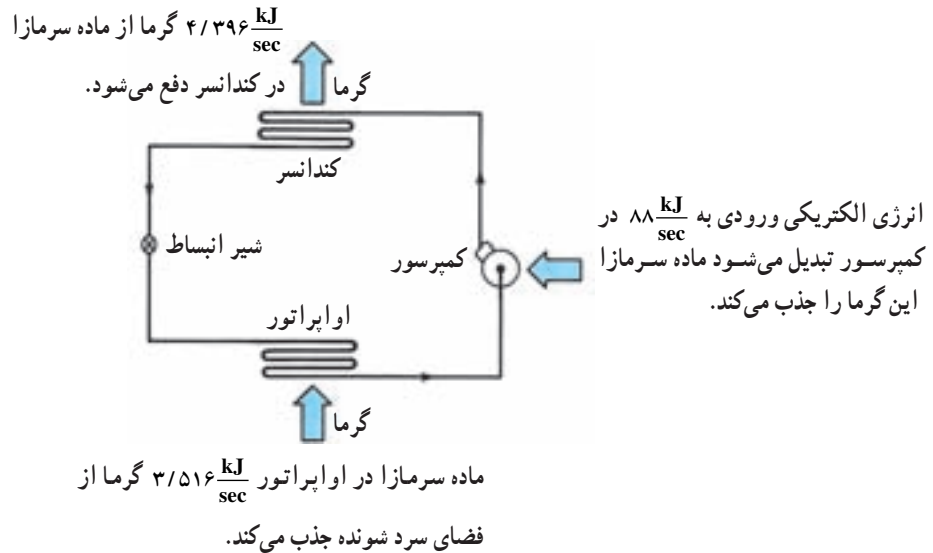 ۴/۳۹۶ kJ/sec گرما از ماده سرمازا
در کندانسر دفع می‌شود.
گرما
کندانسر
انرژی الکتریکی ورودی به ۸۸ kJ/sec در
کمپرسور تبدیل می‌شود ماده سرمازا
این گرما را جذب می‌کند.
کمپرسور
شیر انبساط
اواپراتور
گرما
ماده سرمازا در اواپراتور ۳/۵۱۶ kJ/sec گرما از
فضای سرد شونده جذب می‌کند.